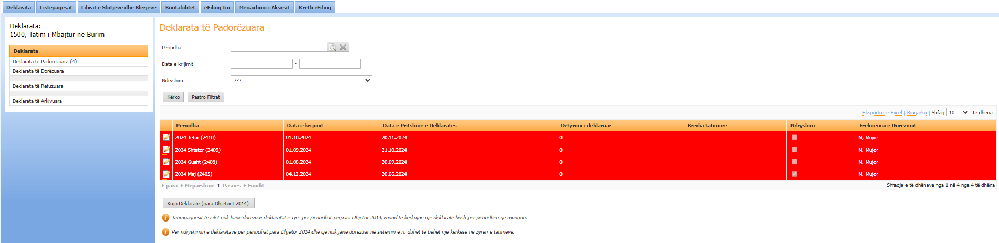 Deklarata Listëpagesat Librat e Shitjeve dhe Blerjeve Kontabilitet eFiling Im Menaxhimi i Aksesit Rreth eFiling
Deklarata:
1500, Tatim i Mbajtur në Burim
Deklarata
Deklarata të Padorëzuara (4)
Deklarata të Dorëzuara
Deklarata të Refuzuara
Deklarata të Arkivuara
Deklarata të Padorëzuara
Periudha
Data e krijimit -
Ndryshim ???
Kërko Pastro Filtrat
Eksporto në Excel | Ringarko | Shfaq 10 të dhëna
Periudha Data e krijimit Data e Pritshme e Deklaratës Detyrimi i deklaruar Kredia tatimore Ndryshim Frekuenca e Dorëzimit
2024 Tetor (2410) 01.10.2024 20.11.2024 0 M, Mujor
2024 Shtator (2409) 01.09.2024 21.10.2024 0 M, Mujor
2024 Gusht (2408) 01.08.2024 20.09.2024 0 M, Mujor
2024 Maj (2405) 04.12.2024 20.06.2024 0 M, Mujor
E para E Mëparshme 1 Pasues E Fundit Shfaqja e të dhënave nga 1 në 4 nga 4 të dhëna
Krijo Deklaratë (para Dhjetorit 2014)
Tatimpaguesit të cilët nuk kanë dorëzuar deklaratat e tyre për periudhat përpara Dhjetor 2014, mund të kërkojnë një deklaratë bosh për periudhën që mungon.
Për ndryshimin e deklaratave për periudhat para Dhjetor 2014 dhe që nuk janë dorëzuar në sistemin e ri, duhet të bëhet një kërkesë në zyrën e tatimeve.